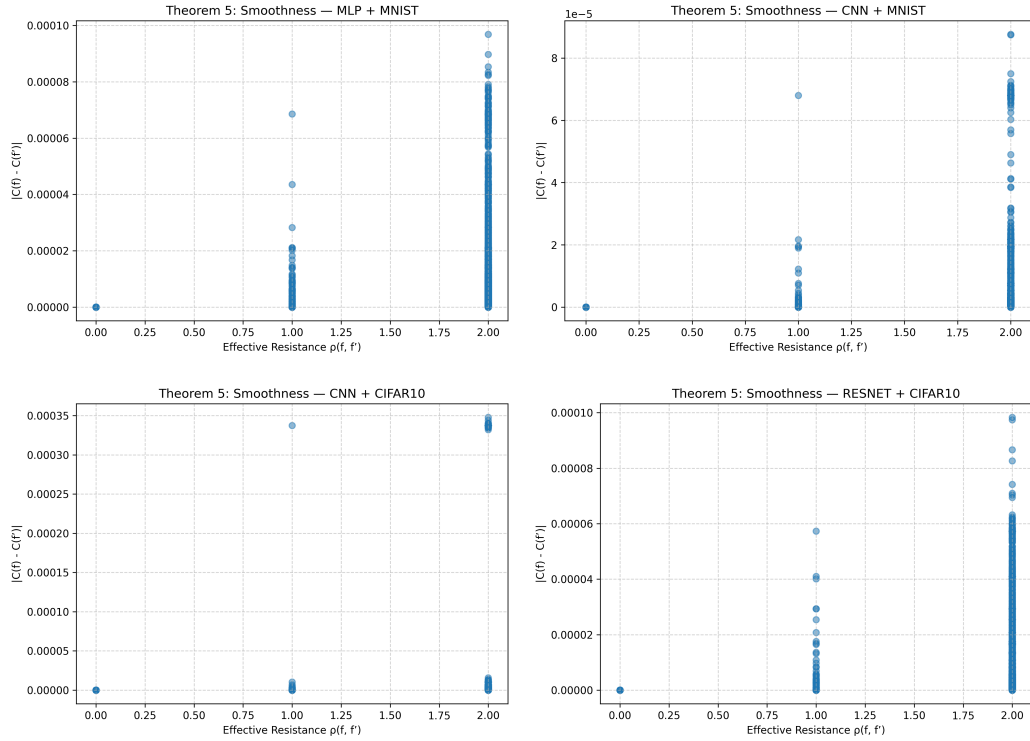 Theorem 5: Smoothness — MLP + MNIST
0.00010
0.00008
0.00006
0.00004
0.00002
0.00000
|C(f) - C(f')|
0.00 0.25 0.50 0.75 1.00 1.25 1.50 1.75 2.00
Effective Resistance ρ(f, f')
Theorem 5: Smoothness — CNN + MNIST
1e−5
8
6
4
2
0
|C(f) - C(f')|
0.00 0.25 0.50 0.75 1.00 1.25 1.50 1.75 2.00
Effective Resistance ρ(f, f')
Theorem 5: Smoothness — CNN + CIFAR10
0.00035
0.00030
0.00025
0.00020
0.00015
0.00010
0.00005
0.00000
|C(f) - C(f')|
0.00 0.25 0.50 0.75 1.00 1.25 1.50 1.75 2.00
Effective Resistance ρ(f, f')
Theorem 5: Smoothness — RESNET + CIFAR10
0.00010
0.00008
0.00006
0.00004
0.00002
0.00000
|C(f) - C(f')|
0.00 0.25 0.50 0.75 1.00 1.25 1.50 1.75 2.00
Effective Resistance ρ(f, f')